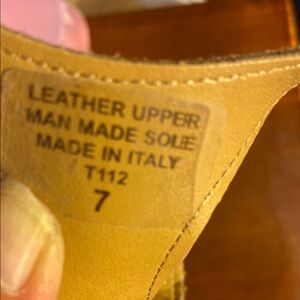 LEATHER UPPER
MAN MADE SOLE
MADE IN ITALY
T112
7